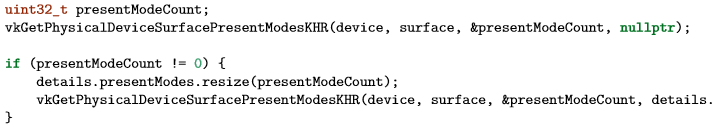 uint32_t presentModeCount;
vkGetPhysicalDeviceSurfacePresentModesKHR(device, surface, &presentModeCount, nullptr);
if (presentModeCount != 0) {
details.presentModes.resize(presentModeCount);
vkGetPhysicalDeviceSurfacePresentModesKHR(device, surface, &presentModeCount, details.
}